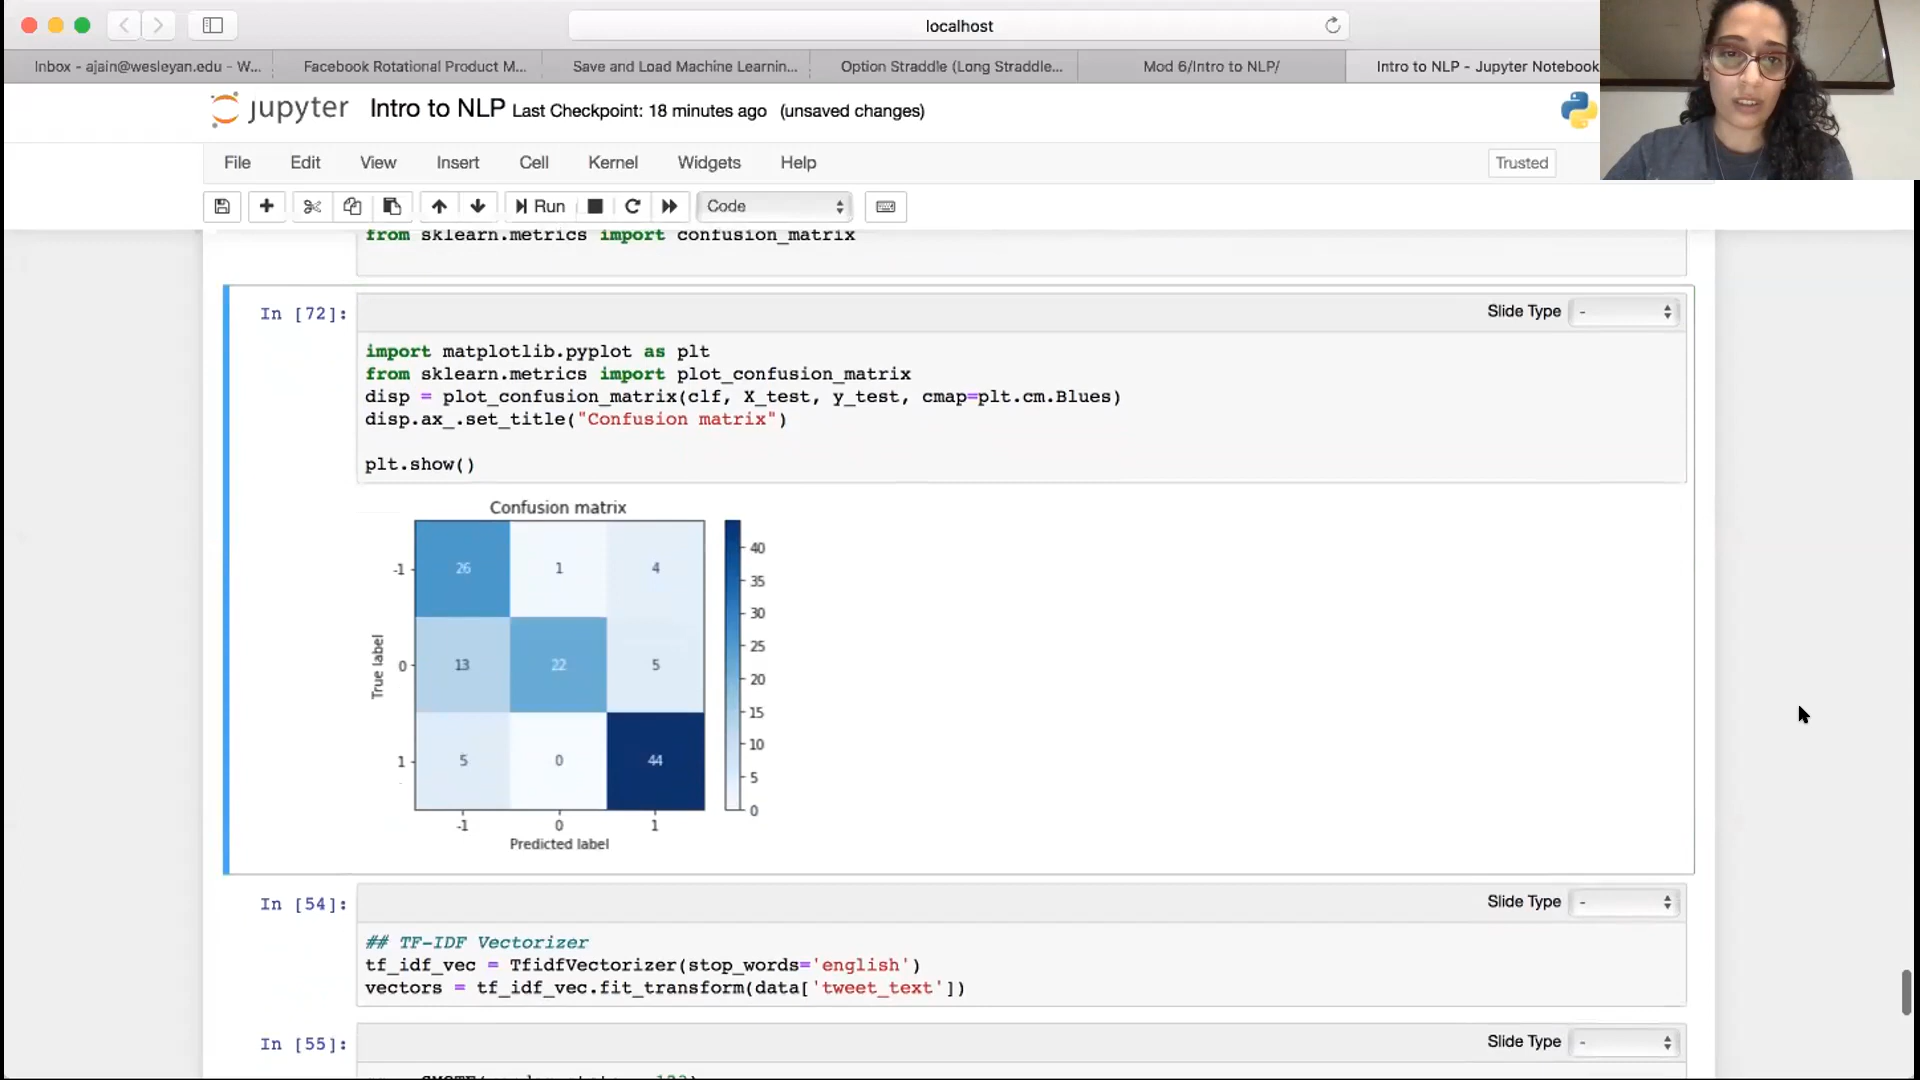 localhost
Inbox - ajain@wesleyan.edu - W...
Facebook Rotational Product M...
Save and Load Machine Learnin...
Option Straddle (Long Straddle...
Mod 6/Intro to NLP/
Intro to NLP - Jupyter Notebook
jupyter Intro to NLP Last Checkpoint: 18 minutes ago (unsaved changes)
File Edit View Insert Cell Kernel Widgets Help Trusted
Run Code
from sklearn.metrics import confusion_matrix
In [72]: Slide Type -
import matplotlib.pyplot as plt
from sklearn.metrics import plot_confusion_matrix
disp = plot_confusion_matrix(clf, X_test, y_test, cmap=plt.cm.Blues)
disp.ax_.set_title("Confusion matrix")
plt.show()
Confusion matrix
-1 26 1 4
0 13 22 5
1 5 0 44
-1 0 1
True label
Predicted label
40
35
30
25
20
15
10
5
0
In [54]: Slide Type -
## TF-IDF Vectorizer
tf_idf_vec = TfidfVectorizer(stop_words='english')
vectors = tf_idf_vec.fit_transform(data['tweet_text'])
In [55]: Slide Type -